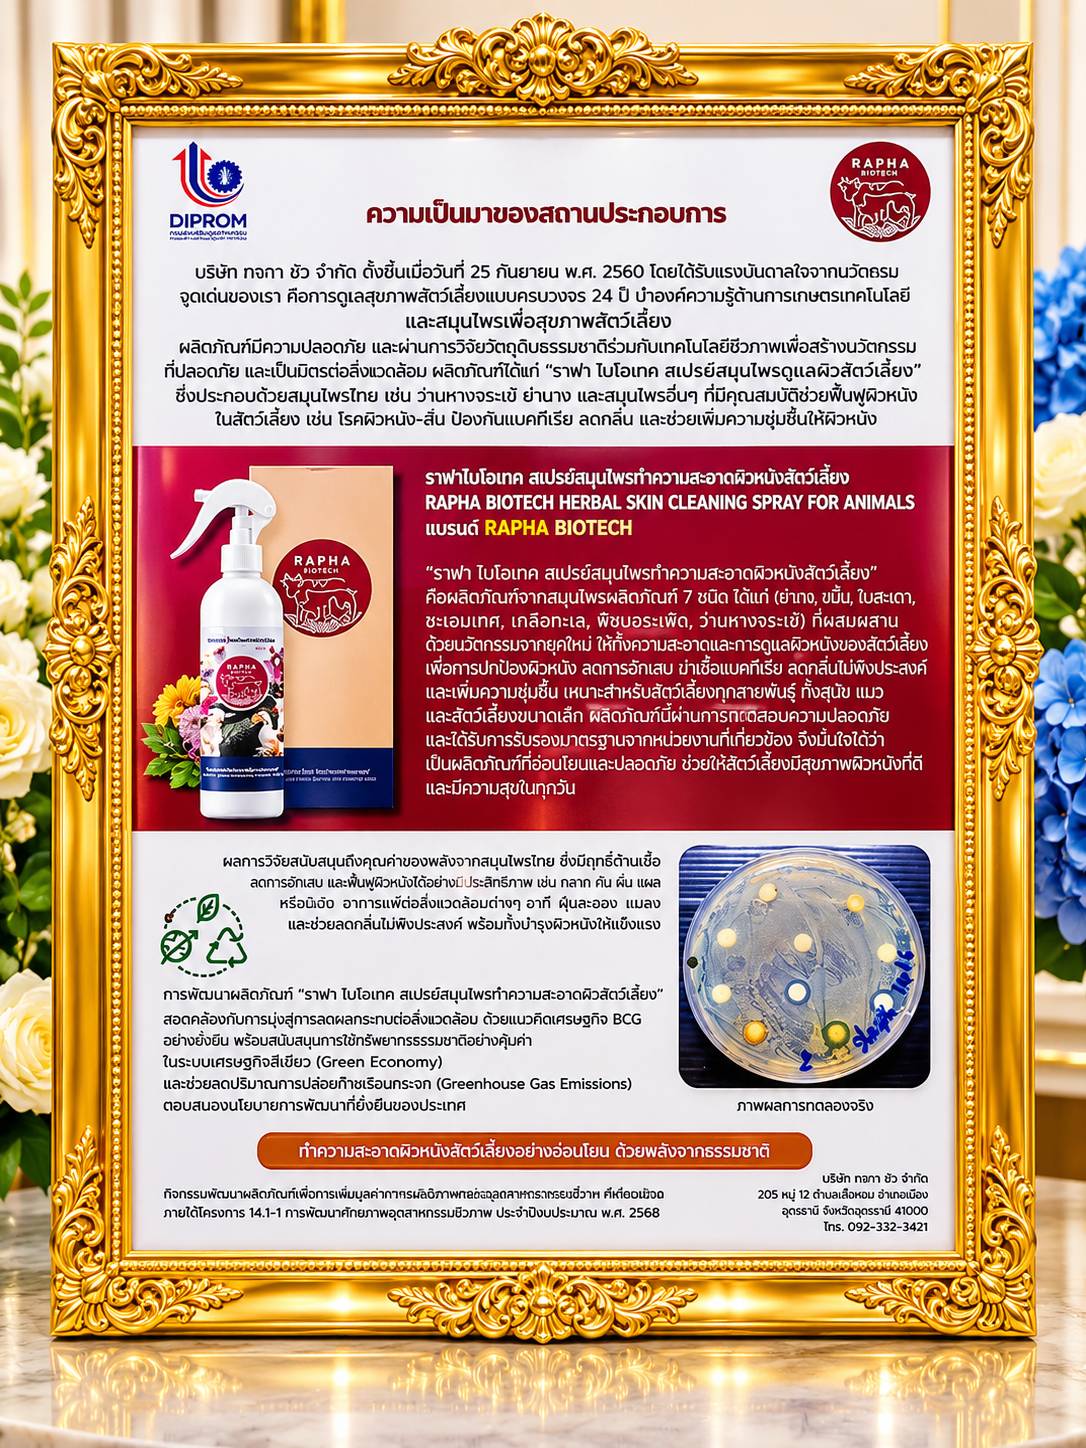 DIPROM
RAPHA
BIOTECH
ความเป็นมาของสถานประกอบการ
บริษัท ทจกา ชัว จำกัด ตั้งขึ้นเมื่อวันที่ 25 กันยายน พ.ศ. 2560 โดยได้รับแรงบันดาลใจจากนวัตธรม
จูดเด่นของเรา คือการดูเลสุขภาพสัตว์เลี้ยงแบบครบวงจร 24 ปี นำองค์ความรู้ด้านการเกษตรเทคโนโลยี
และสมุนไพรเพื่อสุขภาพสัตว์เลี้ยง
ผลิตภัณฑ์มีความปลอดภัย และผ่านการวิจัยวัตถุดิบธรรมชาติร่วมกับเทคโนโลยีชีวภาพเพื่อสร้างนวัตกรรม
ที่ปลอดภัย และเป็นมิตรต่อสิ่งแวดล้อม ผลิตภัณฑ์ได้แก่ “ราฟา ไบโอเทค สเปรย์สมุนไพรดูแลผิวสัตว์เลี้ยง”
ซึ่งประกอบด้วยสมุนไพรไทย เช่น ว่านหางจระเข้ ย่านาง และสมุนไพรอื่นๆ ที่มีคุณสมบัติช่วยฟื้นฟูผิวหนัง
ในสัตว์เลี้ยง เช่น โรคผิวหนัง-สิ่น ป้องกันแบคทีเรีย ลดกลิ่น และช่วยเพิ่มความชุ่มชื้นให้ผิวหนัง
ราฟาไบโอเทค สเปรย์สมุนไพรทำความสะอาดผิวหนังสัตว์เลี้ยง
RAPHA BIOTECH HERBAL SKIN CLEANING SPRAY FOR ANIMALS
แบรนด์ RAPHA BIOTECH
RAPHA
BIOTECH
RAPHA
“ราฟา ไบโอเทค สเปรย์สมุนไพรทำความสะอาดผิวหนังสัตว์เลี้ยง”
คือผลิตภัณฑ์จากสมุนไพรผลิตภัณฑ์ 7 ชนิด ได้แก่ (ย่าทง, ขมิ้น, ใบสะเดา,
ชะเอมเทศ, เกลือทะเล, พืชบอระเพ็ด, ว่านหางจระเข้) ที่ผสมผสาน
ด้วยนวัตกรรมจากยุคใหม่ ให้ทั้งความสะอาดและการดูแลผิวหนังของสัตว์เลี้ยง
เพื่อการปกป้องผิวหนัง ลดการอักเสบ ฆ่าเชื้อแบคทีเรีย ลดกลิ่นไม่พึงประสงค์
และเพิ่มความชุ่มชื้น เหมาะสำหรับสัตว์เลี้ยงทุกสายพันธุ์ ทั้งสุนัข แมว
และสัตว์เลี้ยงขนาดเล็ก ผลิตภัณฑ์นี้ผ่านการทดสอบความปลอดภัย
และได้รับการรับรองมาตรฐานจากหน่วยงานที่เกี่ยวข้อง จึงมั่นใจได้ว่า
เป็นผลิตภัณฑ์ที่อ่อนโยนและปลอดภัย ช่วยให้สัตว์เลี้ยงมีสุขภาพผิวหนังที่ดี
และมีความสุขในทุกวัน
ผลการวิจัยสนับสนุนถึงคุณค่าของพลังจากสมุนไพรไทย ซึ่งมีฤทธิ์ต้านเชื้อ
ลดการอักเสบ และฟื้นฟูผิวหนังได้อย่างมีประสิทธิภาพ เช่น กลาก คัน ผื่น แผล
อาการแพ้ต่อสิ่งแวดล้อมต่างๆ อาทิ ฝุ่นละออง แมลง
และช่วยลดกลิ่นไม่พึงประสงค์ พร้อมทั้งบำรุงผิวหนังให้แข็งแรง
การพัฒนาผลิตภัณฑ์ “ราฟา ไบโอเทค สเปรย์สมุนไพรทำความสะอาดผิวสัตว์เลี้ยง”
สอดคล้องกับการมุ่งสู่การลดผลกระทบต่อสิ่งแวดล้อม ด้วยแนวคิดเศรษฐกิจ BCG
อย่างยั่งยืน พร้อมสนับสนุนการใช้ทรัพยากรธรรมชาติอย่างคุ้มค่า
ในระบบเศรษฐกิจสีเขียว (Green Economy)
และช่วยลดปริมาณการปล่อยก๊าซเรือนกระจก (Greenhouse Gas Emissions)
ตอบสนองนโยบายการพัฒนาที่ยั่งยืนของประเทศ
ภาพผลการทดลองจริง
ทำความสะอาดผิวหนังสัตว์เลี้ยงอย่างอ่อนโยน ด้วยพลังจากธรรมชาติ
กิจกรรมพัฒนาผลิตภัณฑ์เพื่อการเพิ่มมูลค่า
ภายใต้โครงการ 14.1-1 การพัฒนาศักยภาพอุตสาหกรรมชีวภาพ ประจำปีงบประมาณ พ.ศ. 2568
บริษัท ทจกา ชัว จำกัด
205 หมู่ 12 ตำบลเสื้อหอม อำเภอเมือง
อุดรธานี จังหวัดอุดรธานี 41000
โทร. 092-332-3421